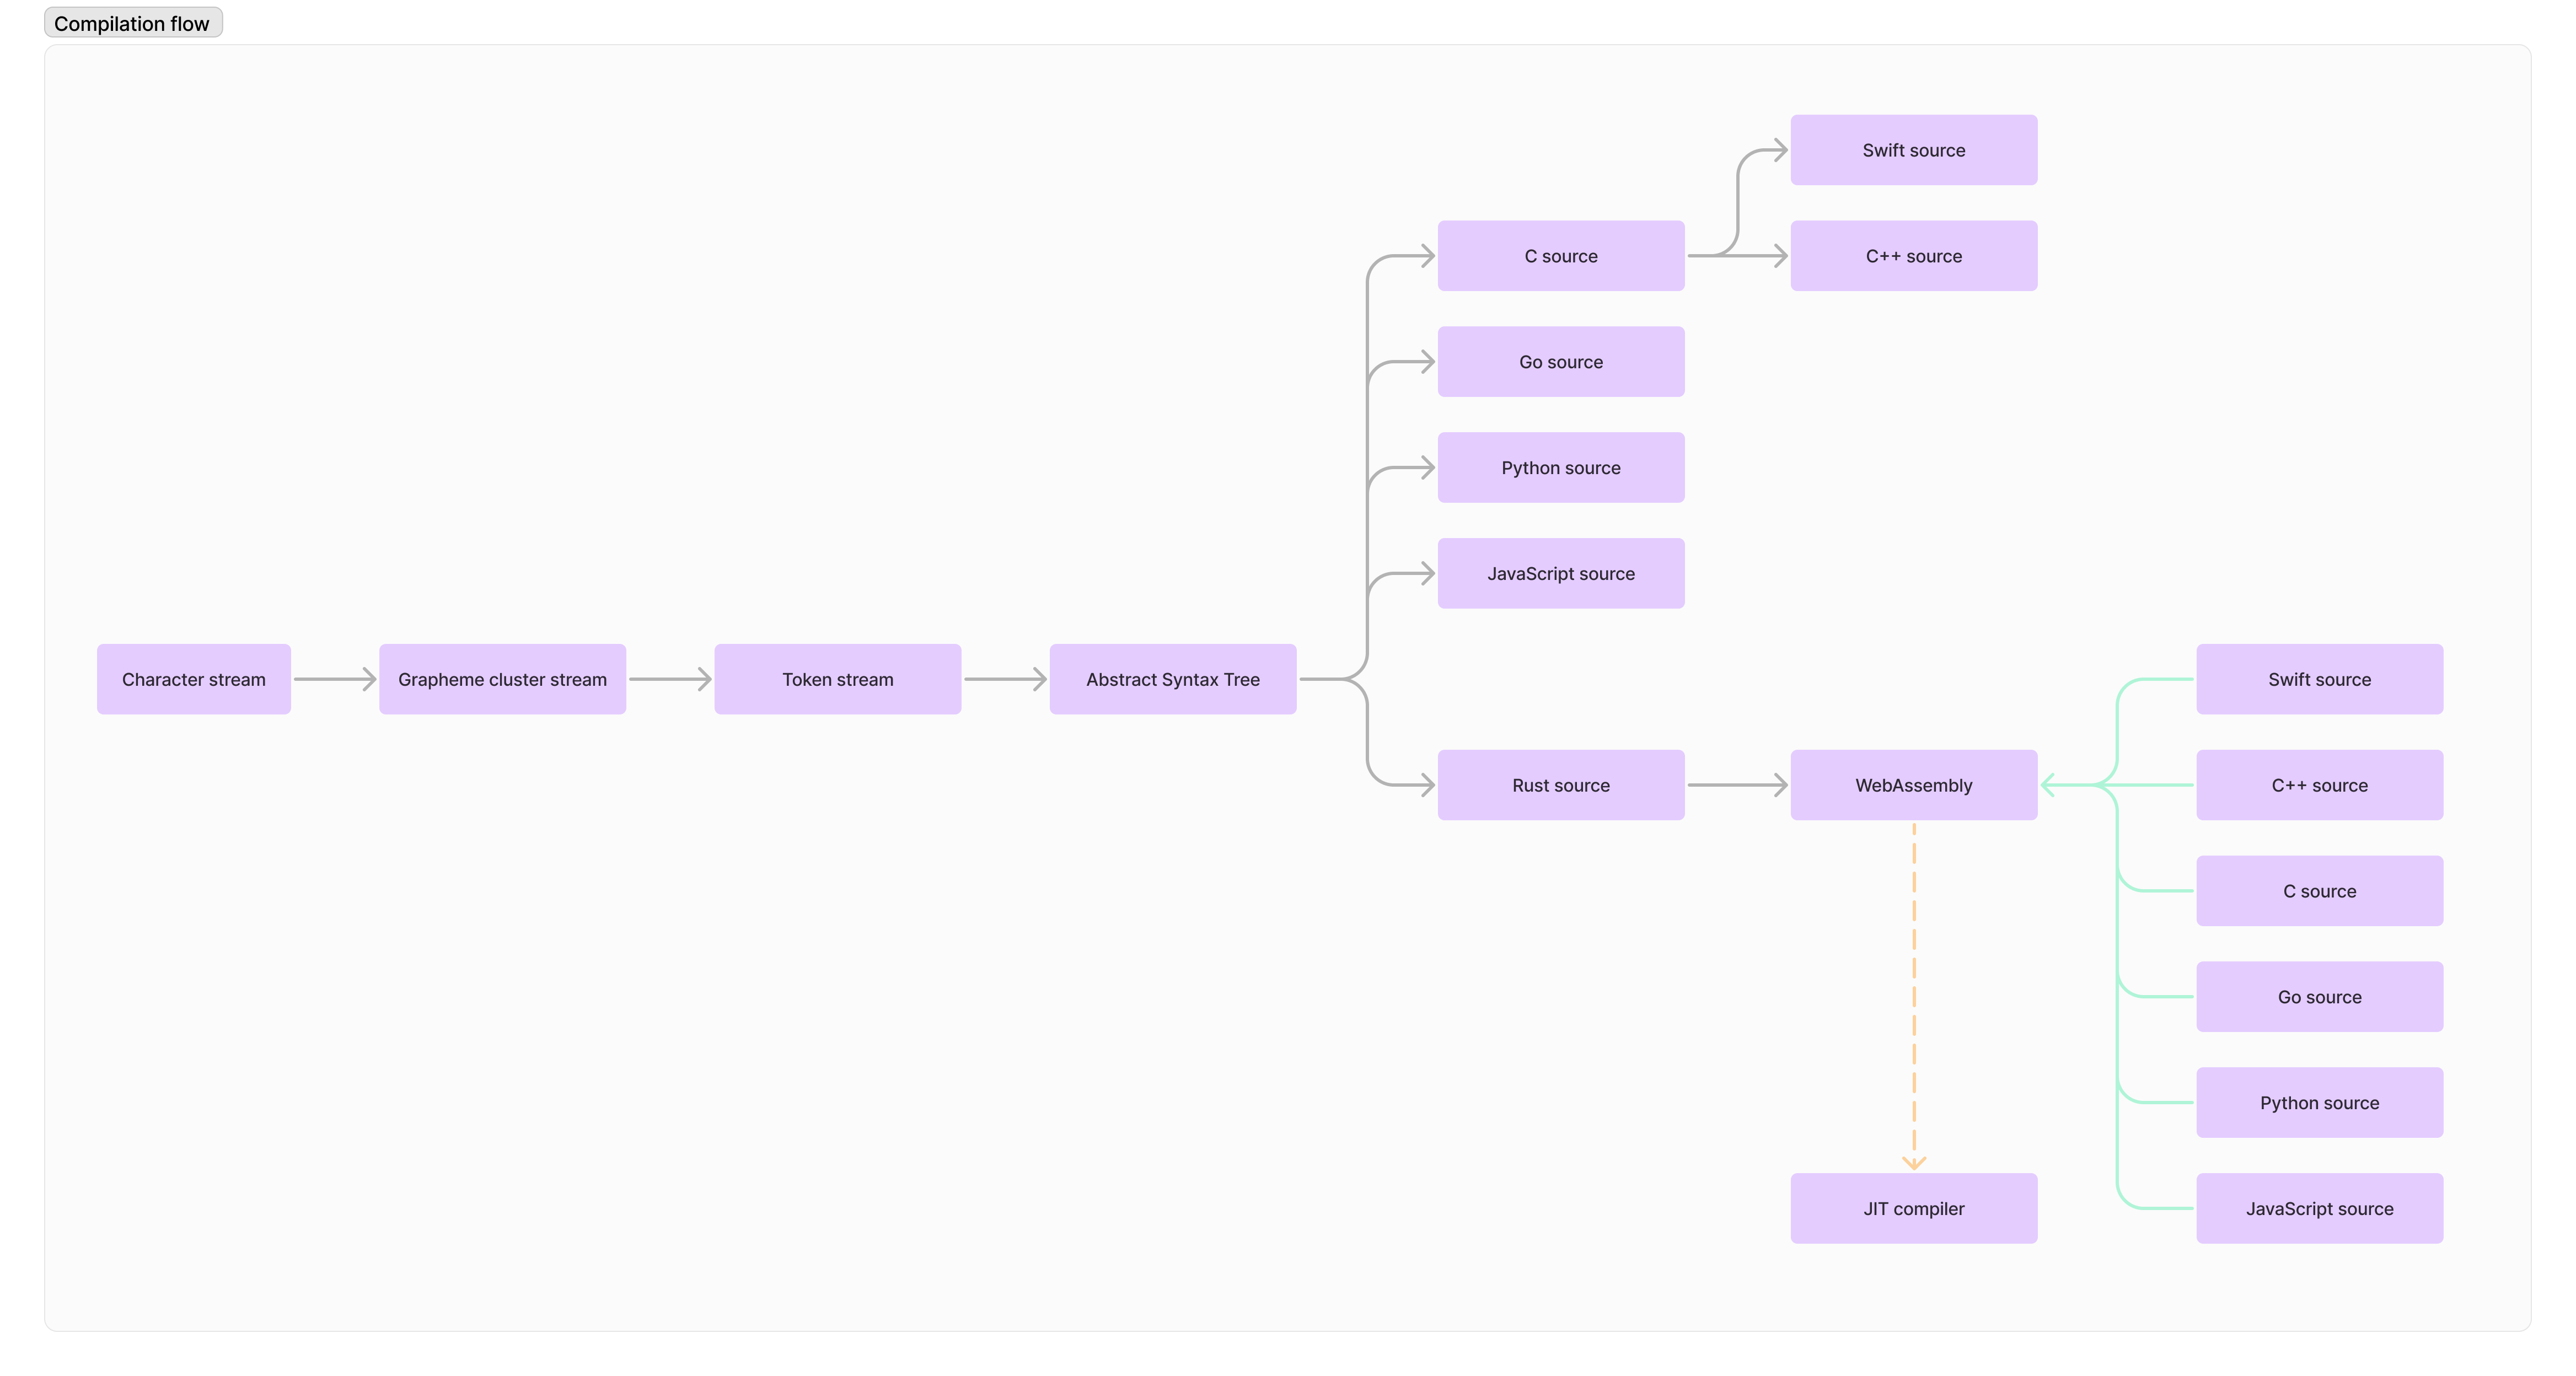 Compilation flow
Swift source
C source
C++ source
Go source
Python source
JavaScript source
Character stream
Grapheme cluster stream
Token stream
Abstract Syntax Tree
Swift source
Rust source
WebAssembly
C++ source
C source
Go source
Python source
JIT compiler
JavaScript source